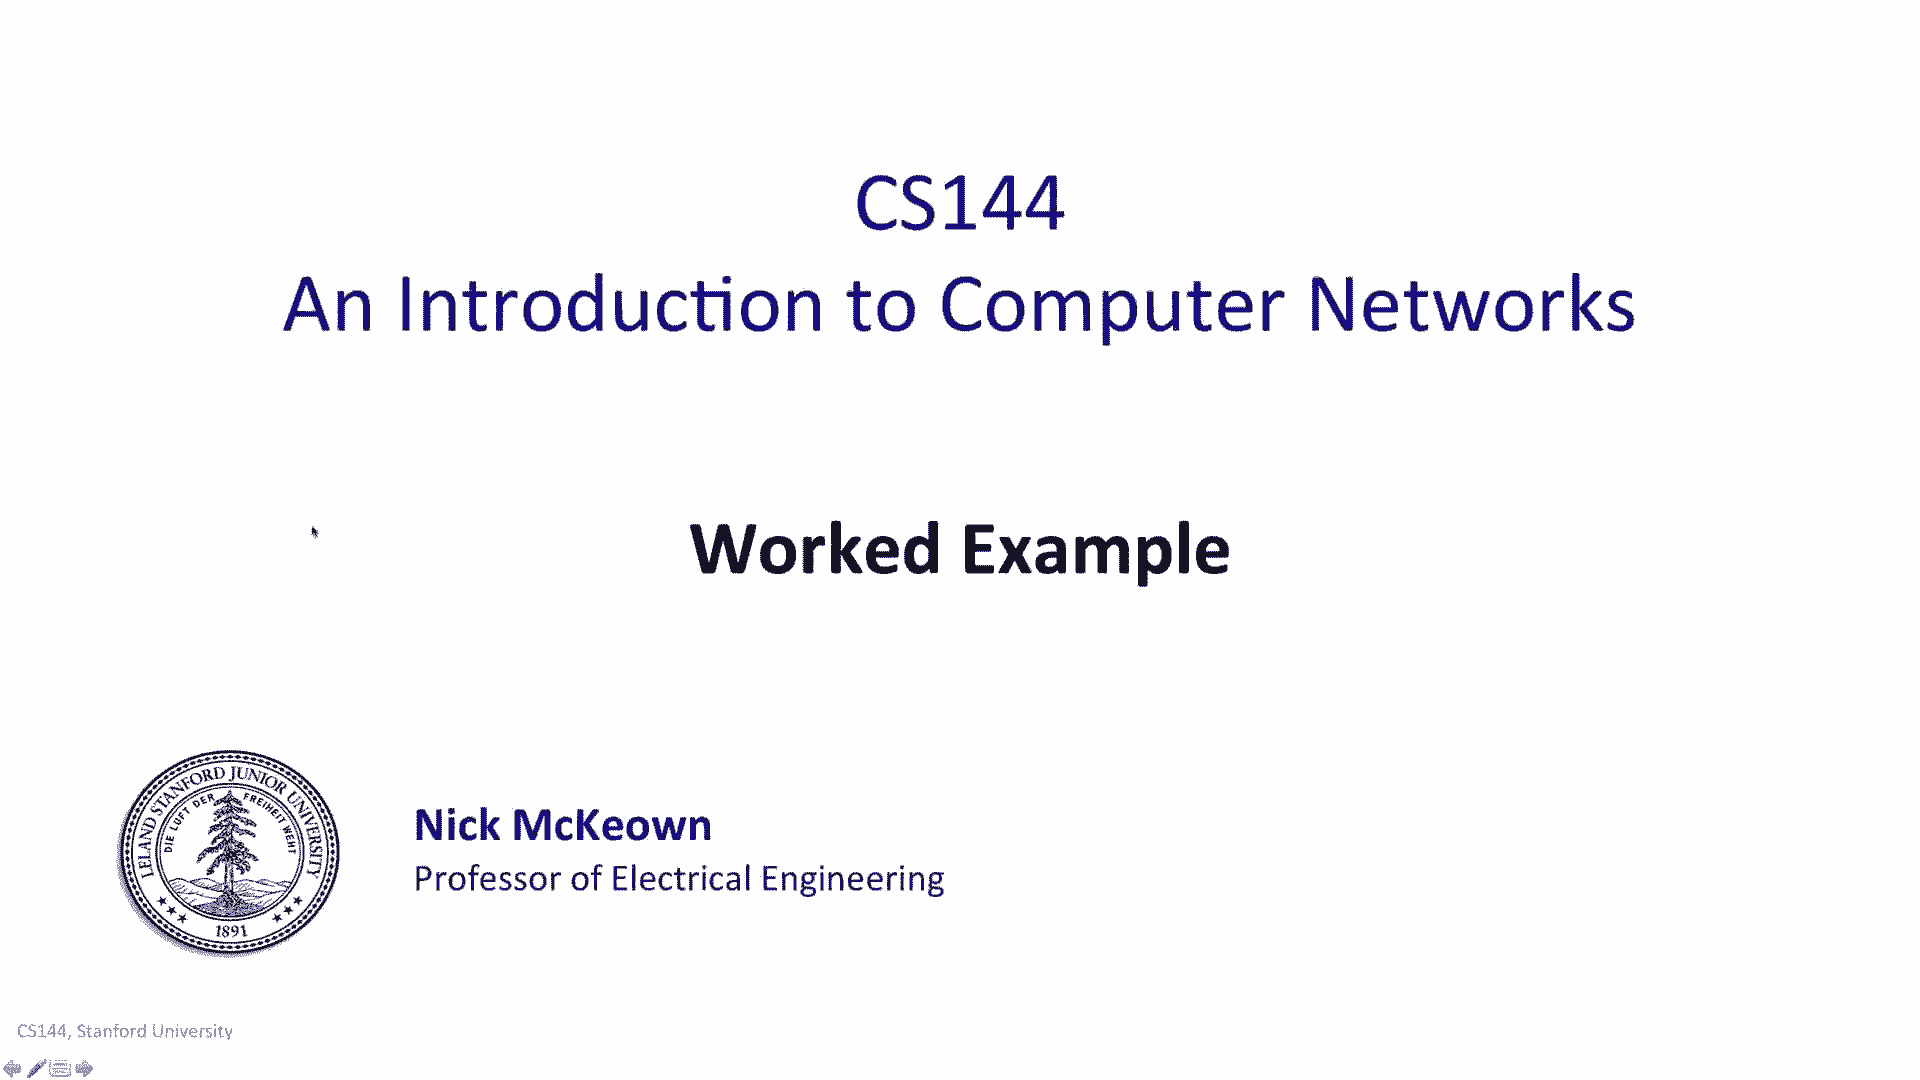 CS144
An Introduction to Computer Networks
Worked Example
LELAND STANFORD JUNIOR UNIVERSITY
DIE LUFT DER FREIHEIT WEHT
1891
Nick McKeown
Professor of Electrical Engineering
CS144, Stanford University